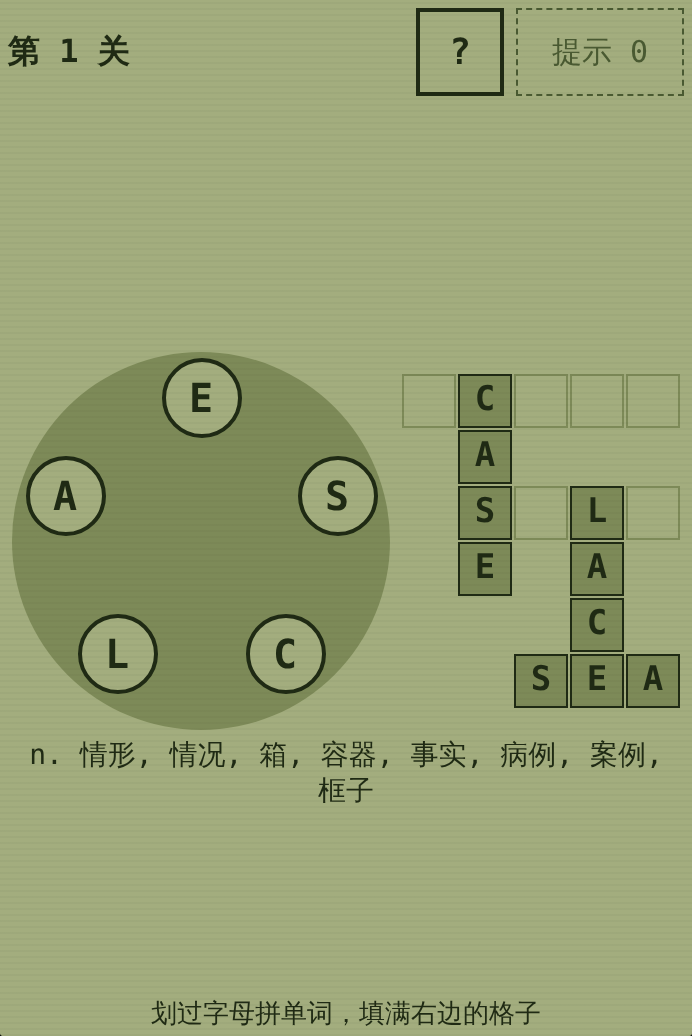 第 1 关
?
提示 0
E
A
S
L
C
C
A
S L
E A
C
S E A
n. 情形, 情况, 箱, 容器, 事实, 病例, 案例,
框子
划过字母拼单词，填满右边的格子